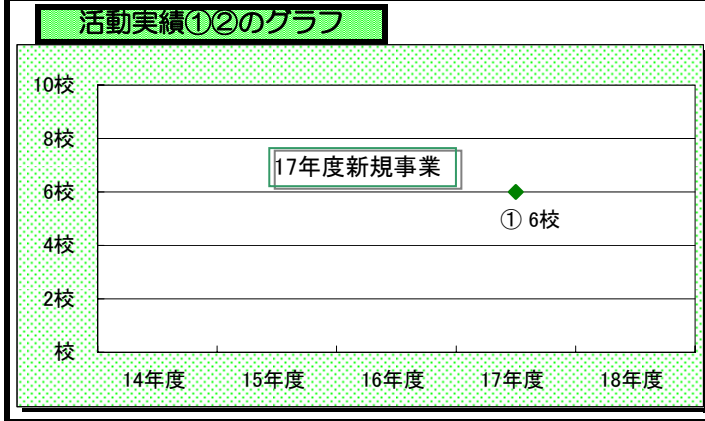 活動実績①②のグラフ
10校
8校
17年度新規事業
6校
① 6校
4校
2校
校
14年度 15年度 16年度 17年度 18年度